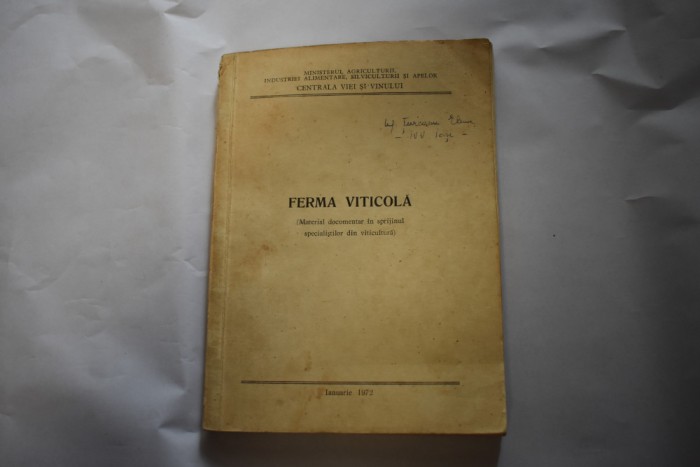 MINISTERUL AGRICULTURII,
INDUSTRIEI ALIMENTARE, SILVICULTURII ȘI APELOR
CENTRALA VIEI ȘI VINULUI
Elena
FERMA VITICOLĂ
(Material documentar în sprijinul
specialiștilor din viticultură)
Ianuarie 1972